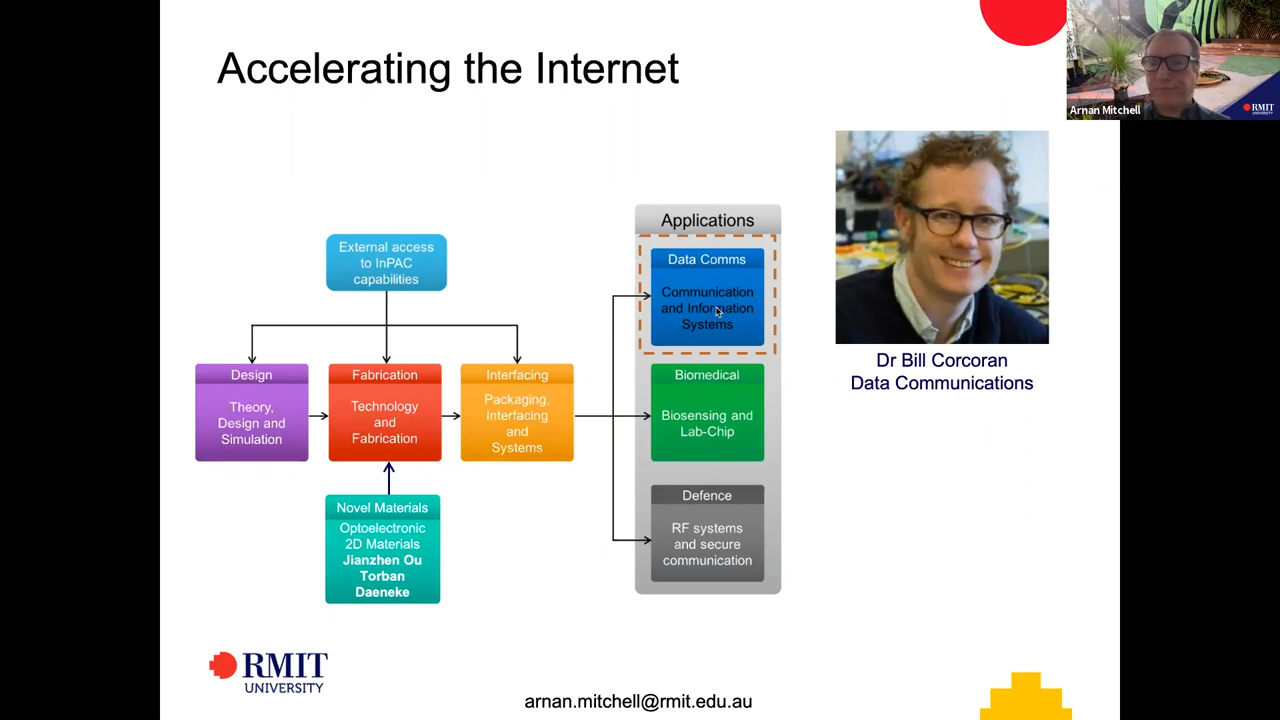 Accelerating the Internet
Arnan Mitchell
RMIT
UNIVERSITY
External access
to InPAC
capabilities
Design
Theory,
Design and
Simulation
Fabrication
Technology
and
Fabrication
Interfacing
Packaging,
Interfacing
and
Systems
Novel Materials
Optoelectronic
2D Materials
Jianzhen Ou
Torban
Daeneke
Applications
Data Comms
Communication
and Information
Systems
Biomedical
Biosensing and
Lab-Chip
Defence
RF systems
and secure
communication
Dr Bill Corcoran
Data Communications
RMIT
UNIVERSITY
arnan.mitchell@rmit.edu.au